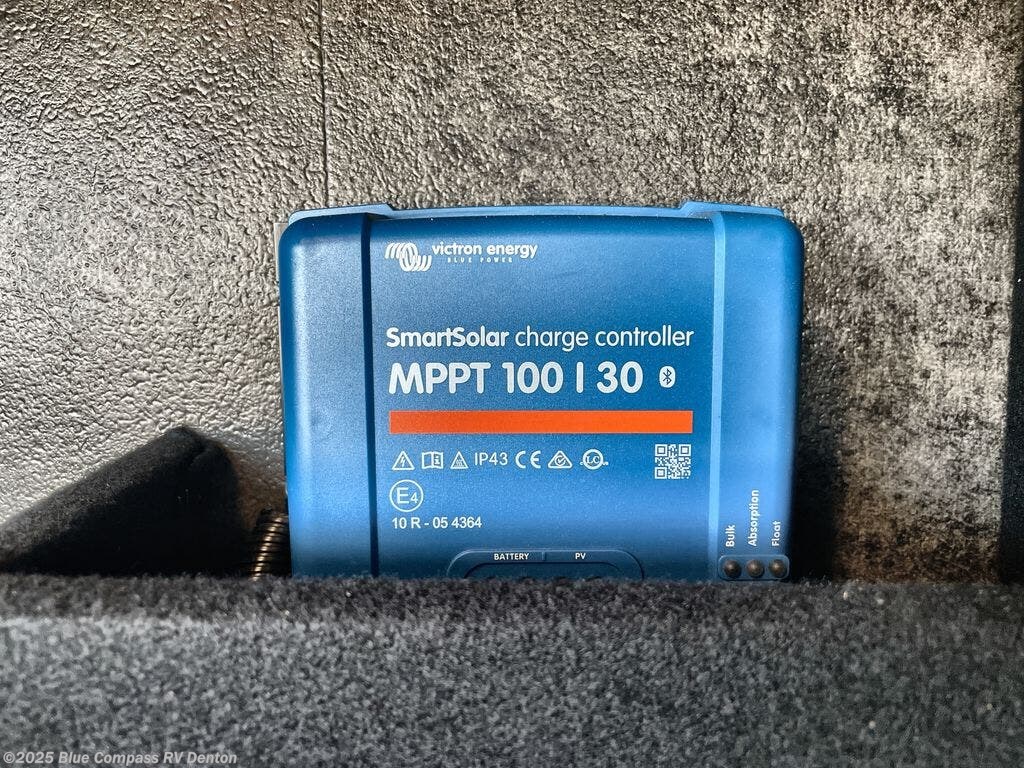 victron energy
BLUE POWER
SmartSolar charge controller
MPPT 100 | 30
IP43 CE
E4
10 R - 05 4364
BATTERY PV
Bulk
Absorption
Float
©2025 Blue Compass RV Denton